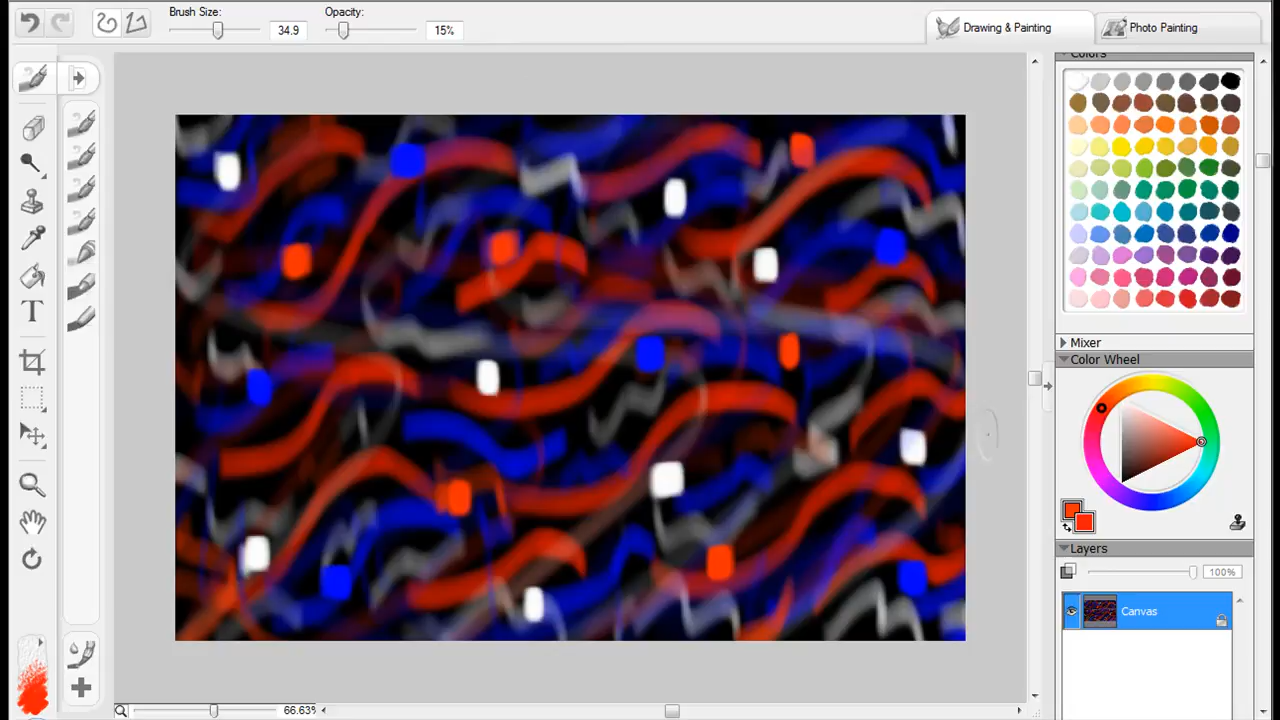 Brush Size:
34.9
Opacity:
15%
Drawing & Painting
Photo Painting
Colors
Mixer
Color Wheel
Layers
100%
Canvas
T
66.63%